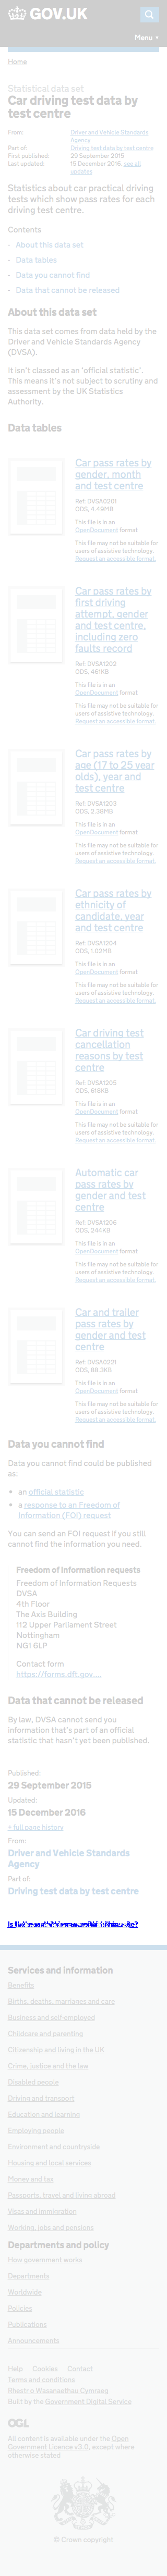 GOV.UK
Menu
Home
Statistical data set
Car driving test data by
test centre
From:
Driver and Vehicle Standards
Agency
Part of:
Driving test data by test centre
First published:
29 September 2015
Last updated:
15 December 2016, see all
updates
Statistics about car practical driving
tests which show pass rates for each
driving test centre.
Contents
About this data set
Data tables
Data you cannot find
Data that cannot be released
About this data set
This data set comes from data held by the
Driver and Vehicle Standards Agency
(DVSA).
It isn't classed as an 'official statistic'.
This means it's not subject to scrutiny and
assessment by the UK Statistics
Authority.
Data tables
Car pass rates by
gender, month
and test centre
Ref: DVSA0201
ODS, 4.49MB
This file is in an
OpenDocument format
This file may not be suitable for
users of assistive technology.
Request an accessible format.
Car pass rates by
first driving
attempt, gender
and test centre,
including zero
faults record
Ref: DVSA1202
ODS, 461KB
This file is in an
OpenDocument format
This file may not be suitable for
users of assistive technology.
Request an accessible format.
Car pass rates by
age (17 to 25 year
olds), year and
test centre
Ref: DVSA1203
ODS, 2.38MB
This file is in an
OpenDocument format
This file may not be suitable for
users of assistive technology.
Request an accessible format.
Car pass rates by
ethnicity of
candidate, year
and test centre
Ref: DVSA1204
ODS, 1.02MB
This file is in an
OpenDocument format
This file may not be suitable for
users of assistive technology.
Request an accessible format.
Car driving test
cancellation
reasons by test
centre
Ref: DVSA1205
ODS, 618KB
This file is in an
OpenDocument format
This file may not be suitable for
users of assistive technology.
Request an accessible format.
Automatic car
pass rates by
gender and test
centre
Ref: DVSA1206
ODS, 244KB
This file is in an
OpenDocument format
This file may not be suitable for
users of assistive technology.
Request an accessible format.
Car and trailer
pass rates by
gender and test
centre
Ref: DVSA0221
ODS, 98.3KB
This file is in an
OpenDocument format
This file may not be suitable for
users of assistive technology.
Request an accessible format.
Data you cannot find
Data you cannot find could be published
as:
an official statistic
a response to an Freedom of
Information (FOI) request
You can send an FOI request if you still
cannot find the information you need.
Freedom of Information requests
Freedom of Information Requests
DVSA
4th Floor
The Axis Building
112 Upper Parliament Street
Nottingham
NG1 6LP
Contact form
https://forms.dft.gov....
Data that cannot be released
By law, DVSA cannot send you
information that's part of an official
statistic that hasn't yet been published.
Published:
29 September 2015
Updated:
15 December 2016
+ full page history
From:
Driver and Vehicle Standards
Agency
Part of:
Driving test data by test centre
Services and information
Benefits
Births, deaths, marriages and care
Business and self-employed
Childcare and parenting
Citizenship and living in the UK
Crime, justice and the law
Disabled people
Driving and transport
Education and learning
Employing people
Environment and countryside
Housing and local services
Money and tax
Passports, travel and living abroad
Visas and immigration
Working, jobs and pensions
Departments and policy
How government works
Departments
Worldwide
Policies
Publications
Announcements
Help Cookies Contact
Terms and conditions
Rhestr o Wasanaethau Cymraeg
Built by the Government Digital Service
OGL
All content is available under the Open
Government Licence v3.0, except where
otherwise stated
© Crown copyright